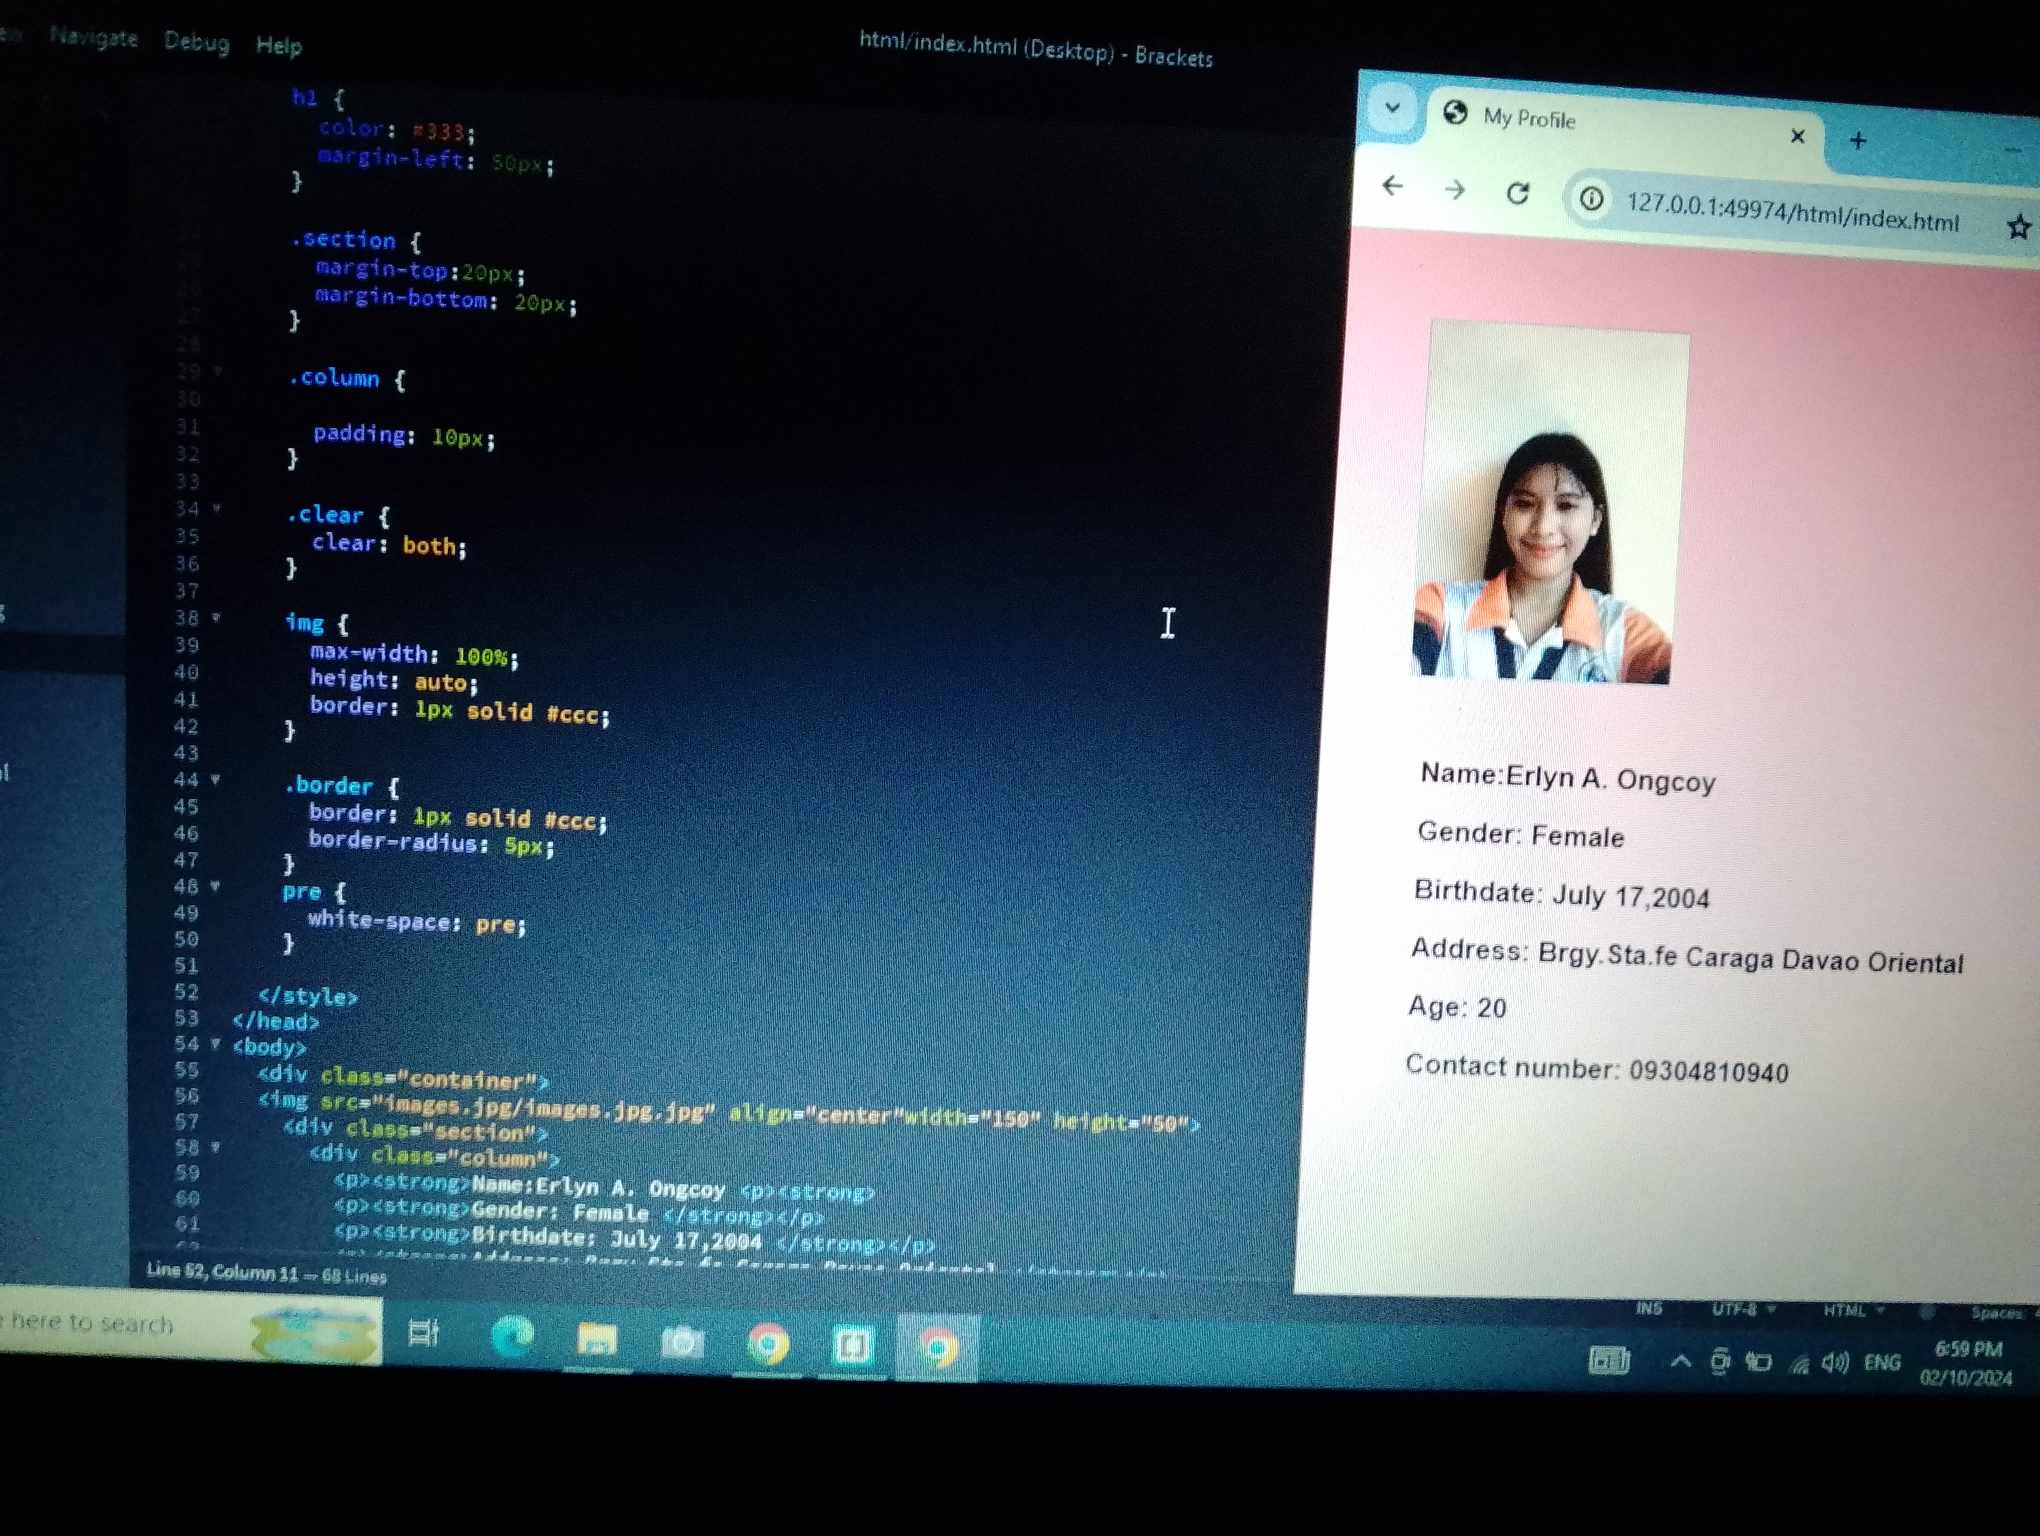 Navigate Debug Help
html/index.html (Desktop) - Brackets
h1 {
color: #333;
margin-left: 50px;
}
.section {
margin-top:20px;
margin-bottom: 20px;
}
28
29 .column {
30
31 padding: 10px;
32 }
33
34 .clear {
35 clear: both;
36 }
37
38 img {
39 max-width: 100%;
40 height: auto;
41 border: 1px solid #ccc;
42 }
43
44 .border {
45 border: 1px solid #ccc;
46 border-radius: 5px;
47 }
48 pre {
49 white-space: pre;
50 }
51
52 </style>
53 </head>
54 <body>
55 <div class="container">
56 <img src="images.jpg/images.jpg.jpg" align="center"width="150" height="50">
57 <div class="section">
58 <div class="column">
59 <p><strong>Name:Erlyn A. Ongcoy <p><strong>
60 <p><strong>Gender: Female </strong></p>
61 <p><strong>Birthdate: July 17,2004 </strong></p>
Line 52, Column 11 — 68 Lines
My Profile
127.0.0.1:49974/html/index.html
Name:Erlyn A. Ongcoy
Gender: Female
Birthdate: July 17,2004
Address: Brgy.Sta.fe Caraga Davao Oriental
Age: 20
Contact number: 09304810940
INS UTF-8 HTML Spaces:
here to search
ENG
6:59 PM
02/10/2024